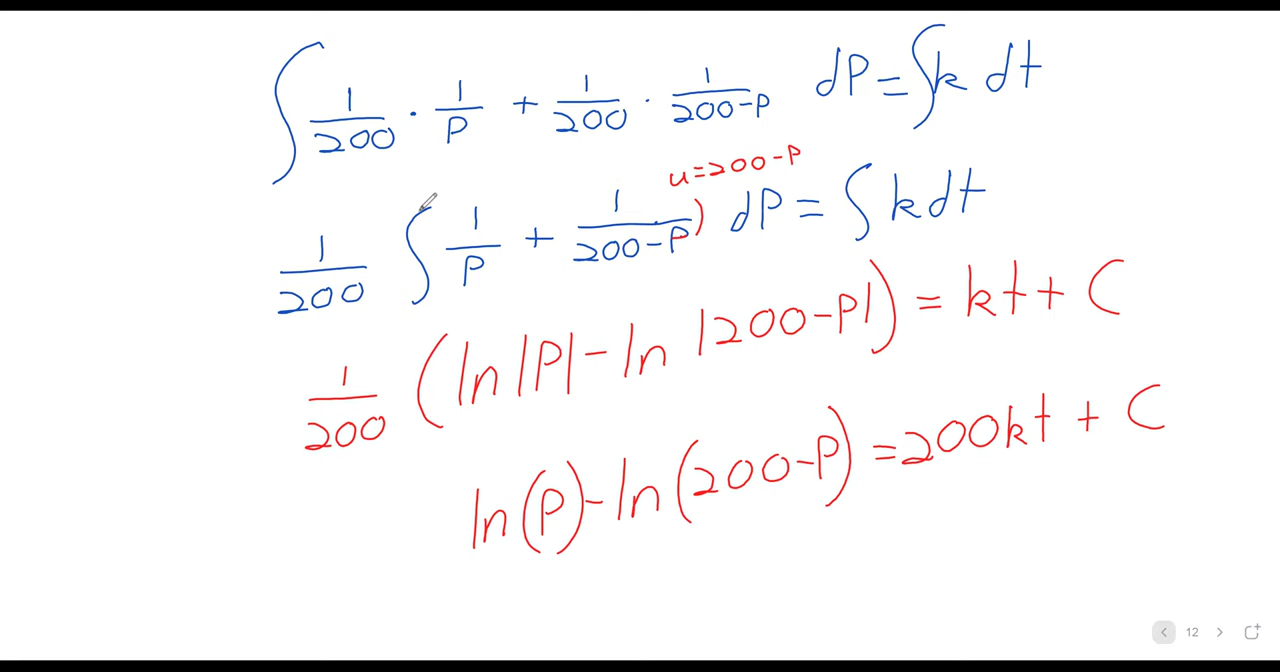 ∫ 1/200 · 1/P + 1/200 · 1/(200-P) dP = ∫ k dt
u=200-P
1/200 ∫ 1/P + 1/(200-P) ) dP = ∫ k dt
1/200 (ln|P| - ln |200-P|) = kt + C
ln(P) - ln(200-P) = 200kt + C
12